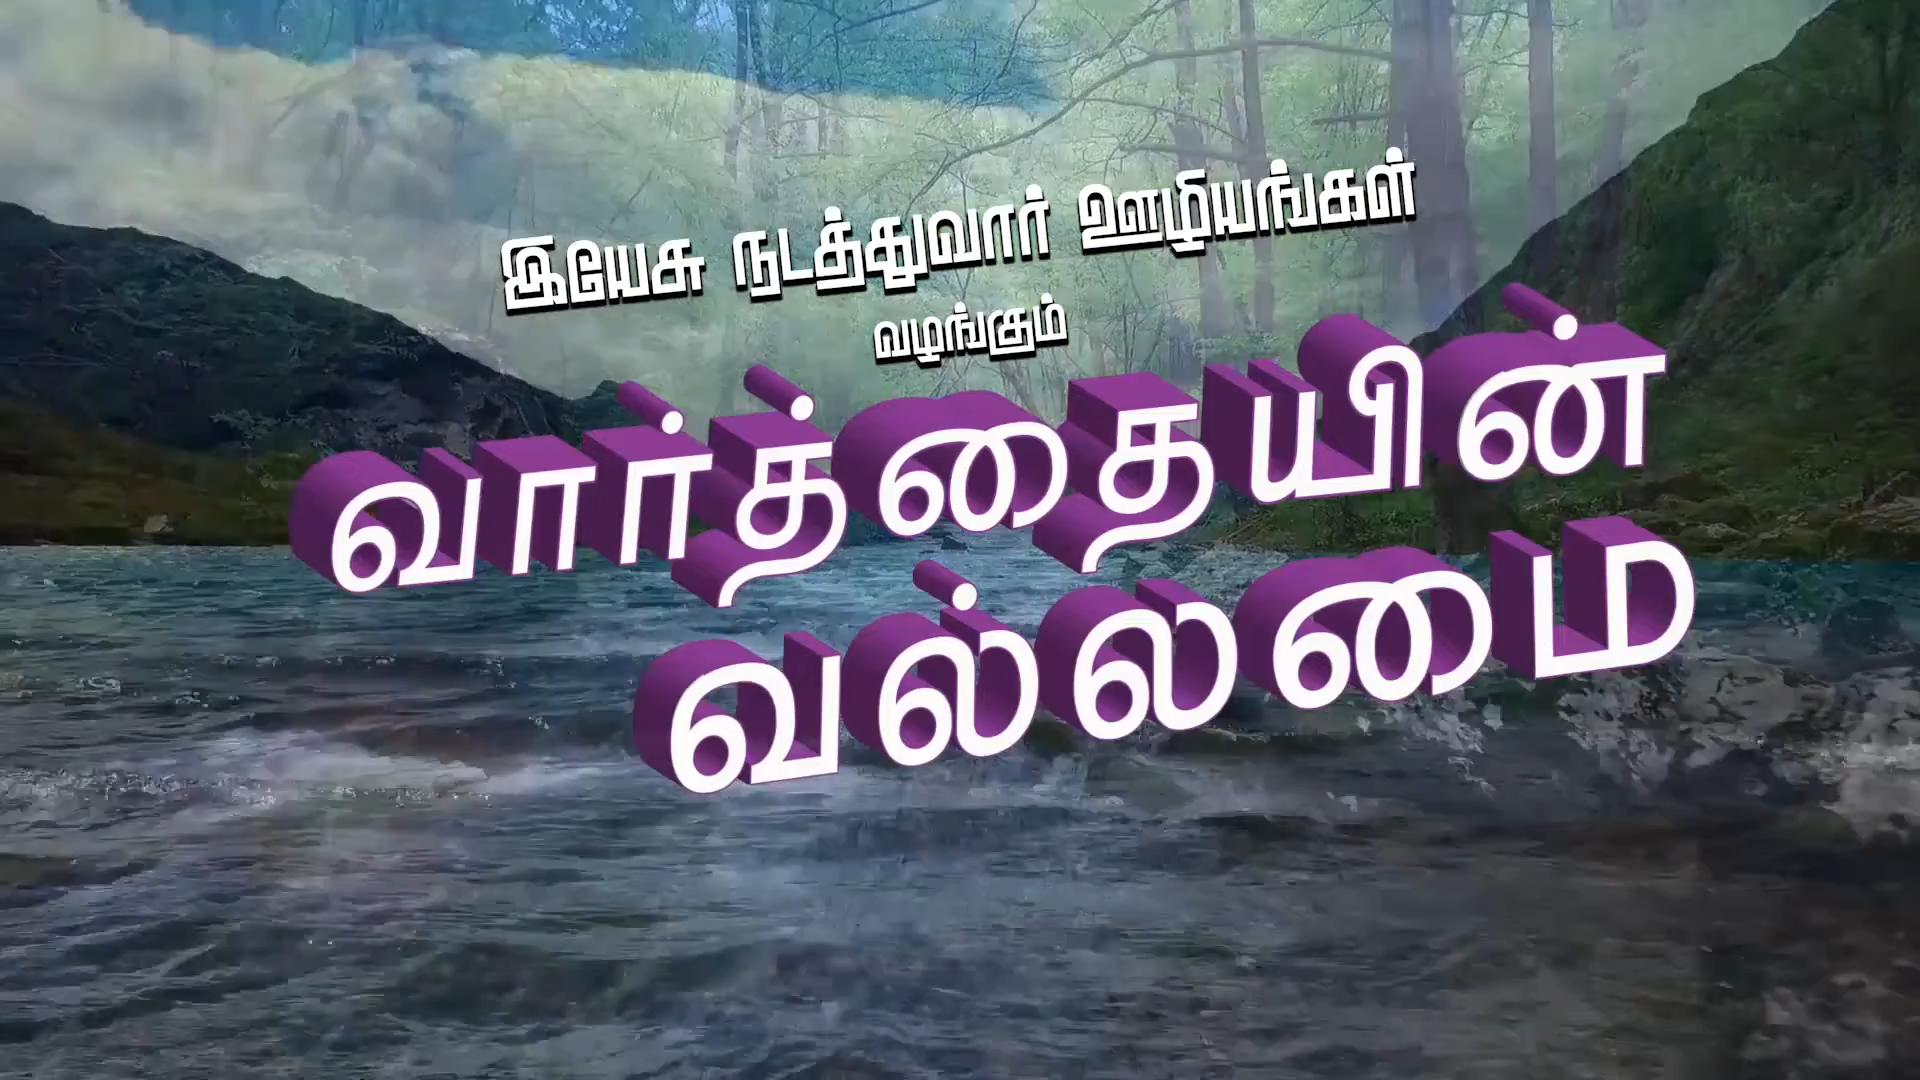 இயேசு நடத்துவார் ஊழியங்கள்
வழங்கும்
வார்த்தையின்
வல்லமை